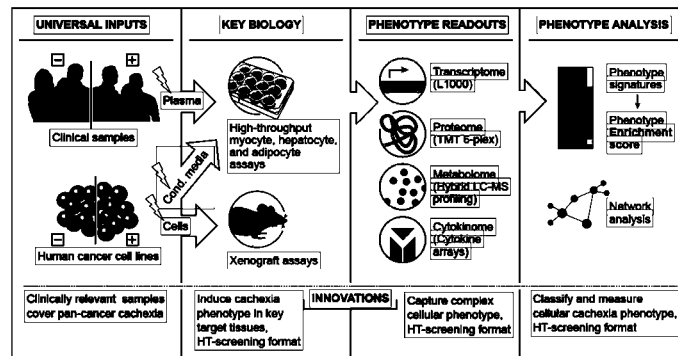 UNIVERSAL INPUTS
KEY BIOLOGY
PHENOTYPE READOUTS
PHENOTYPE ANALYSIS
Plasma
Clinical samples
Cond. media
Cells
Human cancer cell lines
High-throughput
myocyte, hepatocyte,
and adipocyte
assays
Xenograft assays
Transcriptome
(L1000)
Proteome
(TMT 6-plex)
Metabolome
(Hybrid LC-MS
profiling)
Cytokinome
(Cytokine
arrays)
Phenotype
signatures
Phenotype
Enrichment
score
Network
analysis
INNOVATIONS
Clinically relevant samples
cover pan-cancer cachexia
Induce cachexia
phenotype in key
target tissues,
HT-screening format
Capture complex
cellular phenotype,
HT-screening format
Classify and measure
cellular cachexia phenotype,
HT-screening format